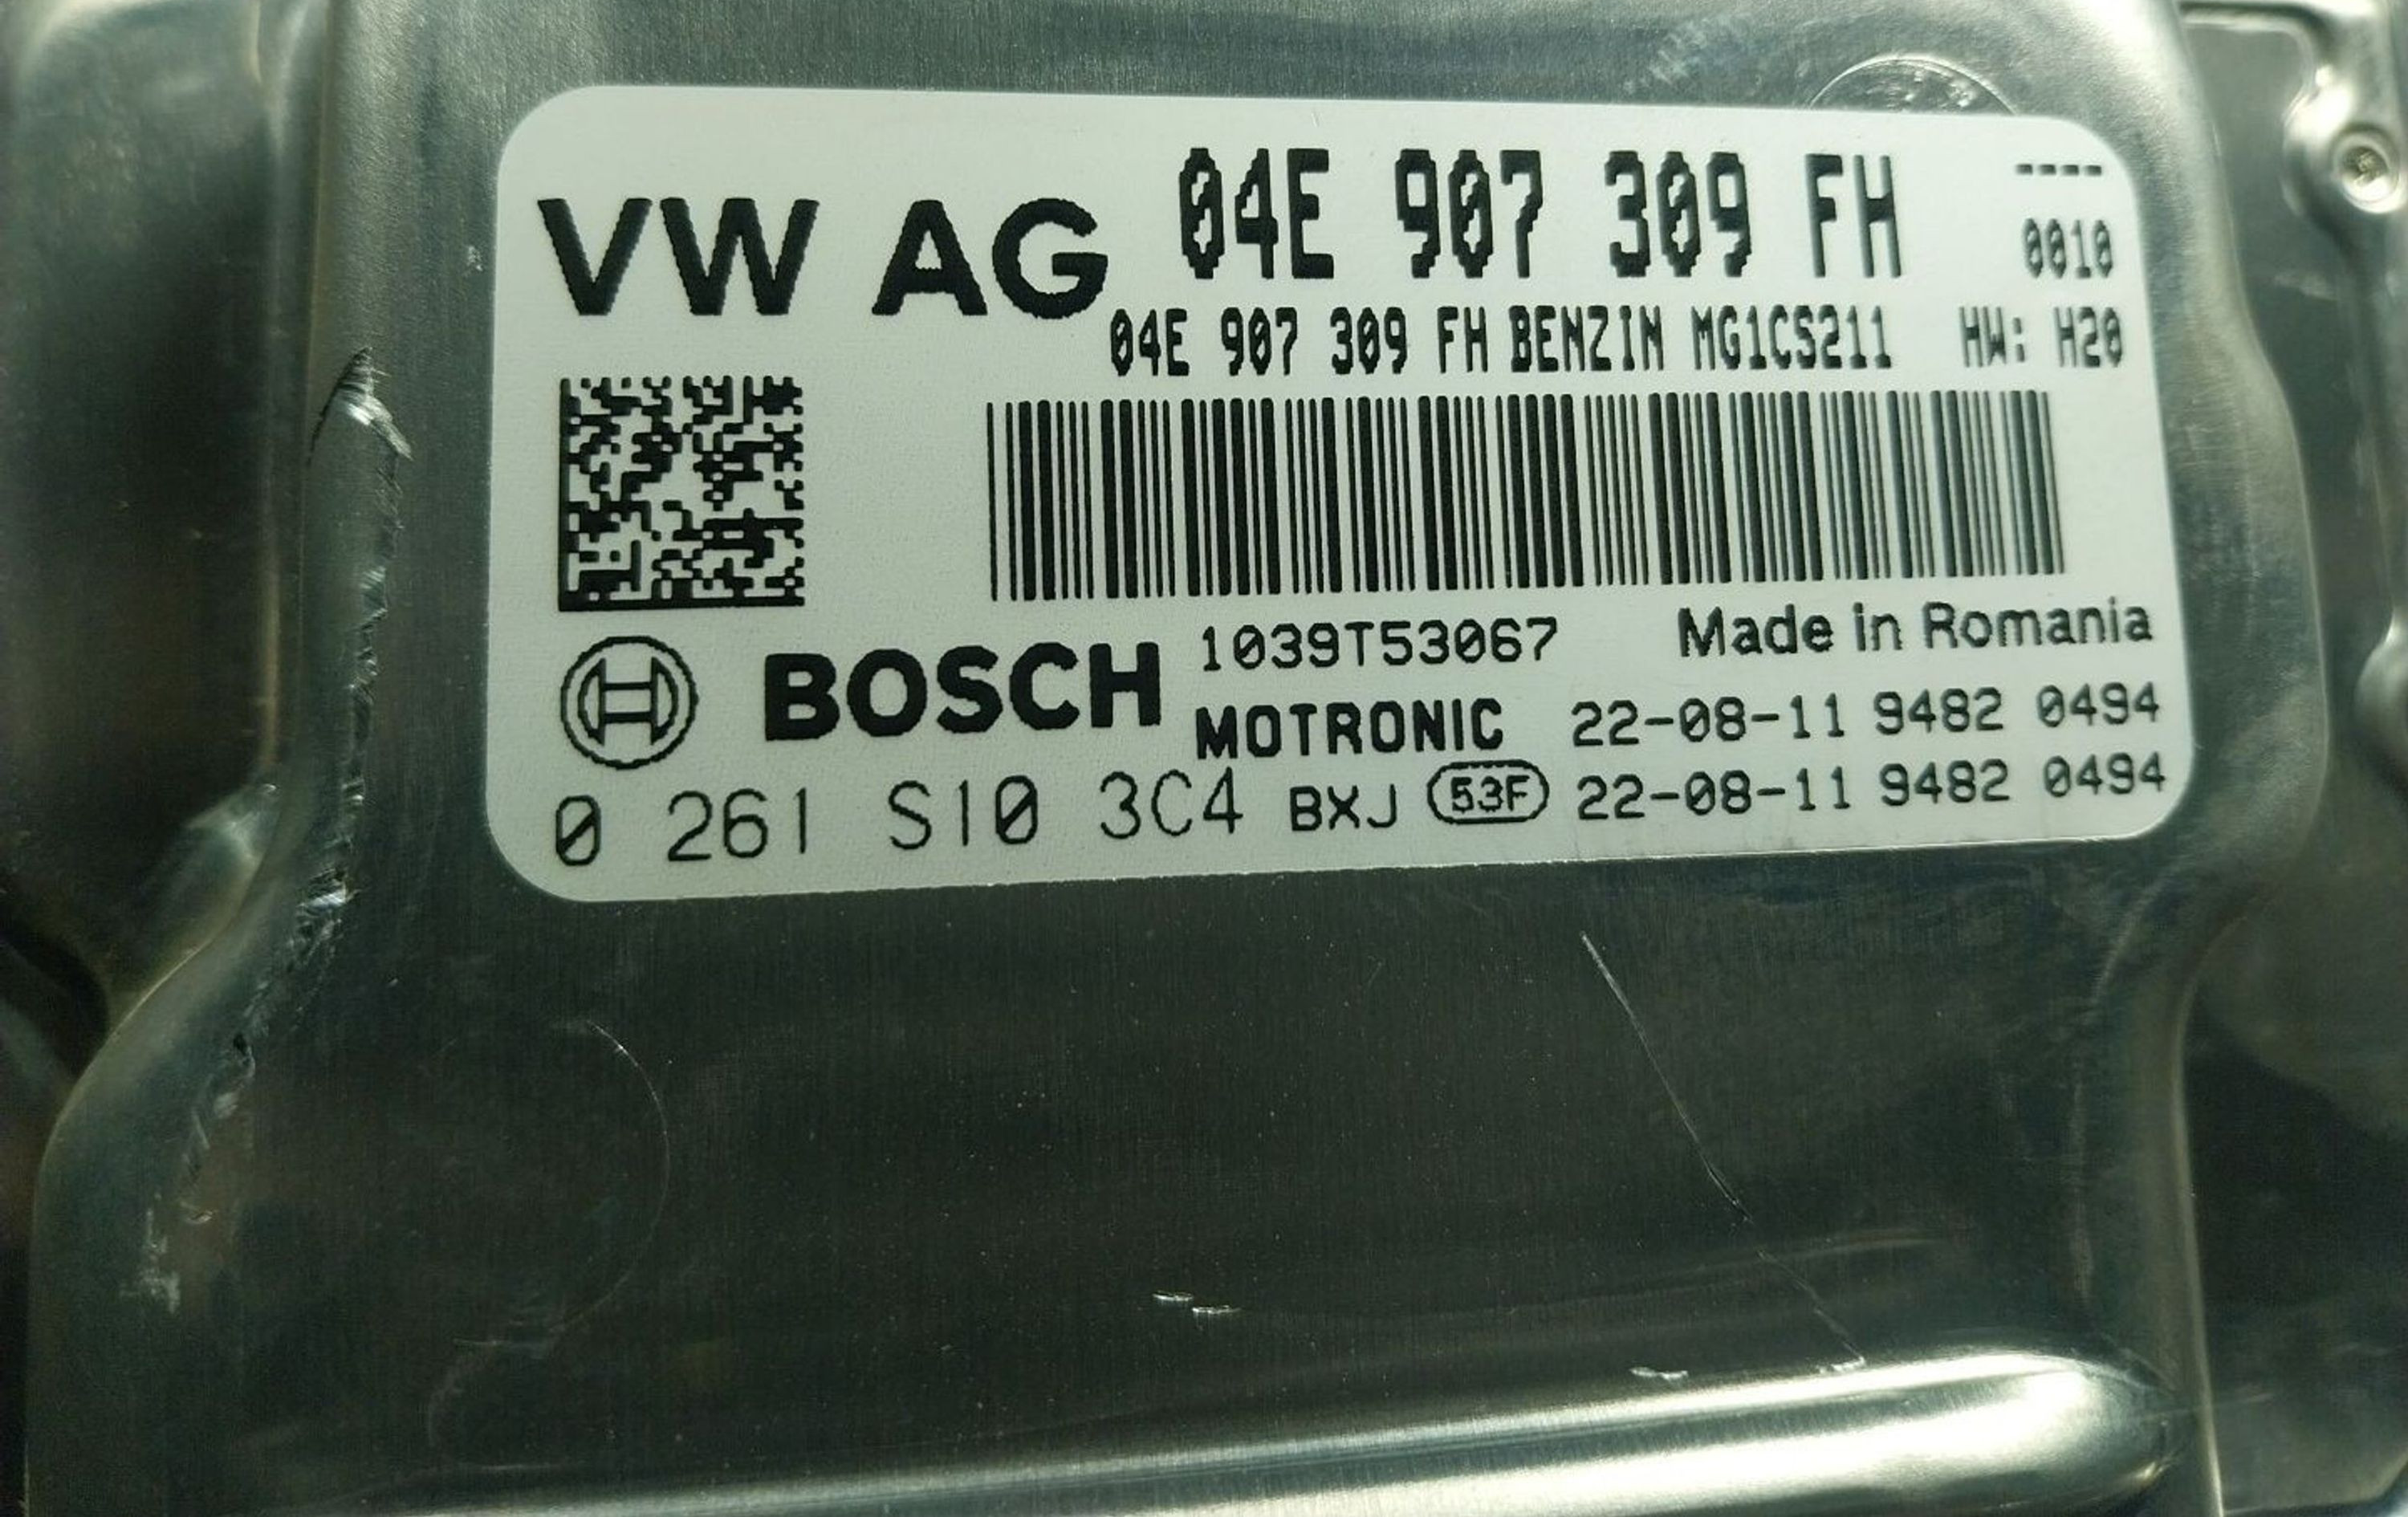 VW AG 04E 907 309 FH ----
0010
04E 907 309 FH BENZIN MG1CS211 HW: H20
BOSCH 1039T53067 Made in Romania
MOTRONIC 22-08-11 9482 0494
0 261 S10 3C4 BXJ 53F 22-08-11 9482 0494